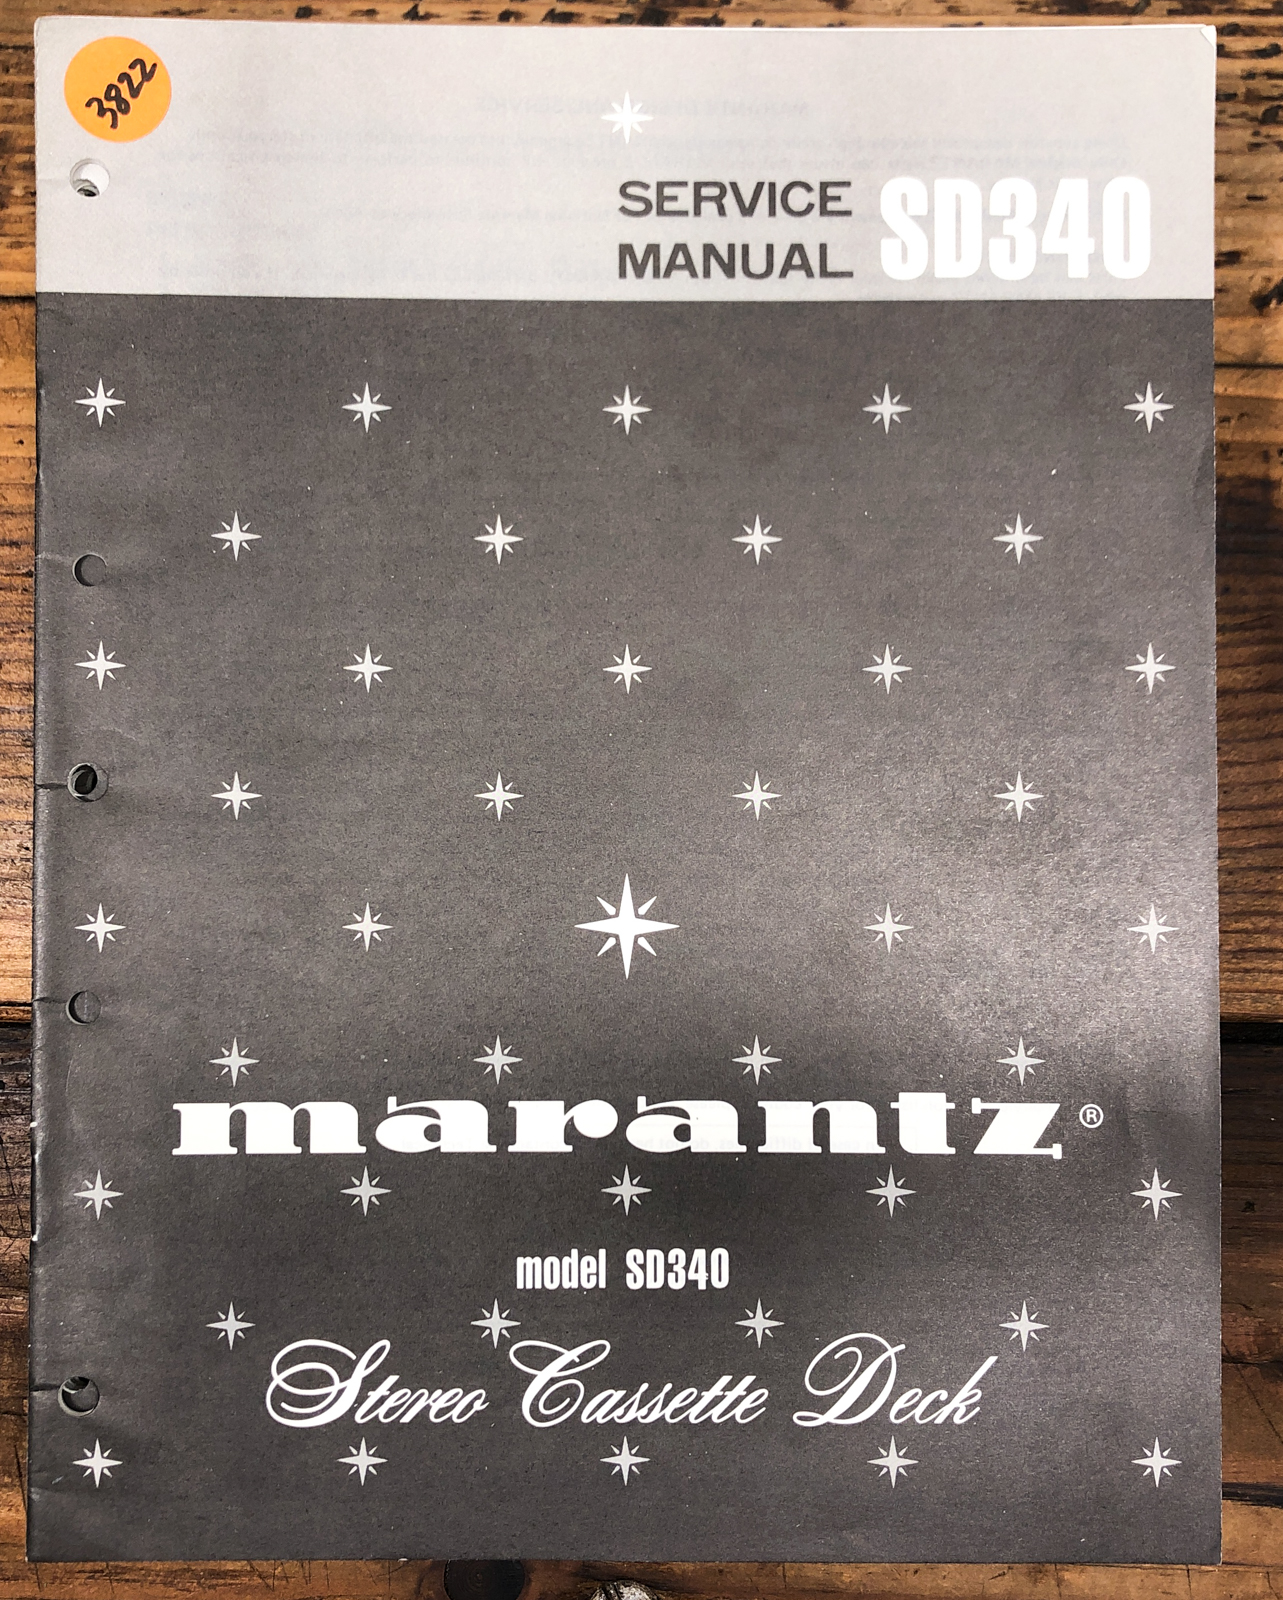 3822
SERVICE
MANUAL SD340
marantz®
model SD340
Stereo Cassette Deck